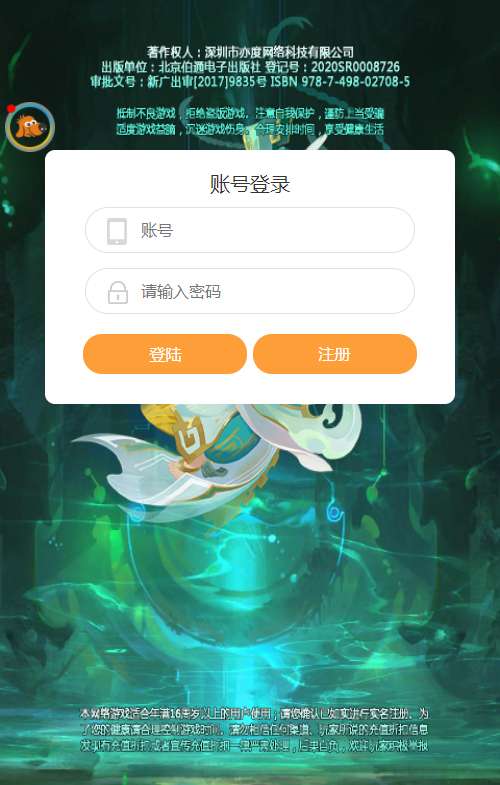 著作权人：深圳市亦度网络科技有限公司
出版单位：北京伯通电子出版社 登记号：2020SR0008726
审批文号：新广出审[2017]9835号 ISBN 978-7-498-02708-5
抵制不良游戏，拒绝盗版游戏。注意自我保护，谨防上当受骗
适度游戏益脑，沉迷游戏伤身。合理安排时间，享受健康生活
账号登录
账号
请输入密码
登陆 注册
本网络游戏适合年满16周岁以上的用户使用；请您确认已如实进行实名注册、为
了您的健康请合理控制游戏时间。请勿相信任何渠道、玩家所说的充值折扣信息
发现有充值折扣或者宣传充值折扣一律严肃处理，后果自负，欢迎玩家积极举报